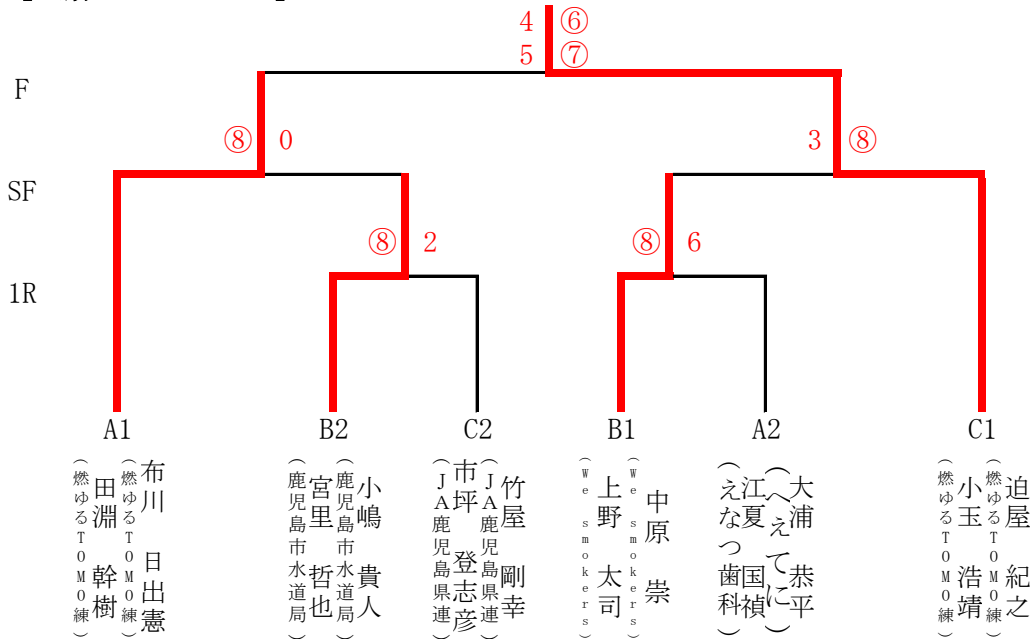 4 ⑥
5 ⑦
F
⑧ 0
3 ⑧
SF
⑧ 2
⑧ 6
1R
A1
B2
C2
B1
A2
C1
布川 日出憲
(燃ゆるTOMO練)
田淵 幹樹
(燃ゆるTOMO練)
小嶋 貴人
(鹿児島市水道局)
宮里 哲也
(鹿児島市水道局)
竹屋 剛幸
(JA鹿児島県連)
市坪 登志彦
(JA鹿児島県連)
中原 崇
(We smokers)
上野 太司
(We smokers)
大浦 恭平
(へえてに)
江夏 国禎
(えなつ歯科)
迫屋 紀之
(燃ゆるTOMO練)
小玉 浩靖
(燃ゆるTOMO練)